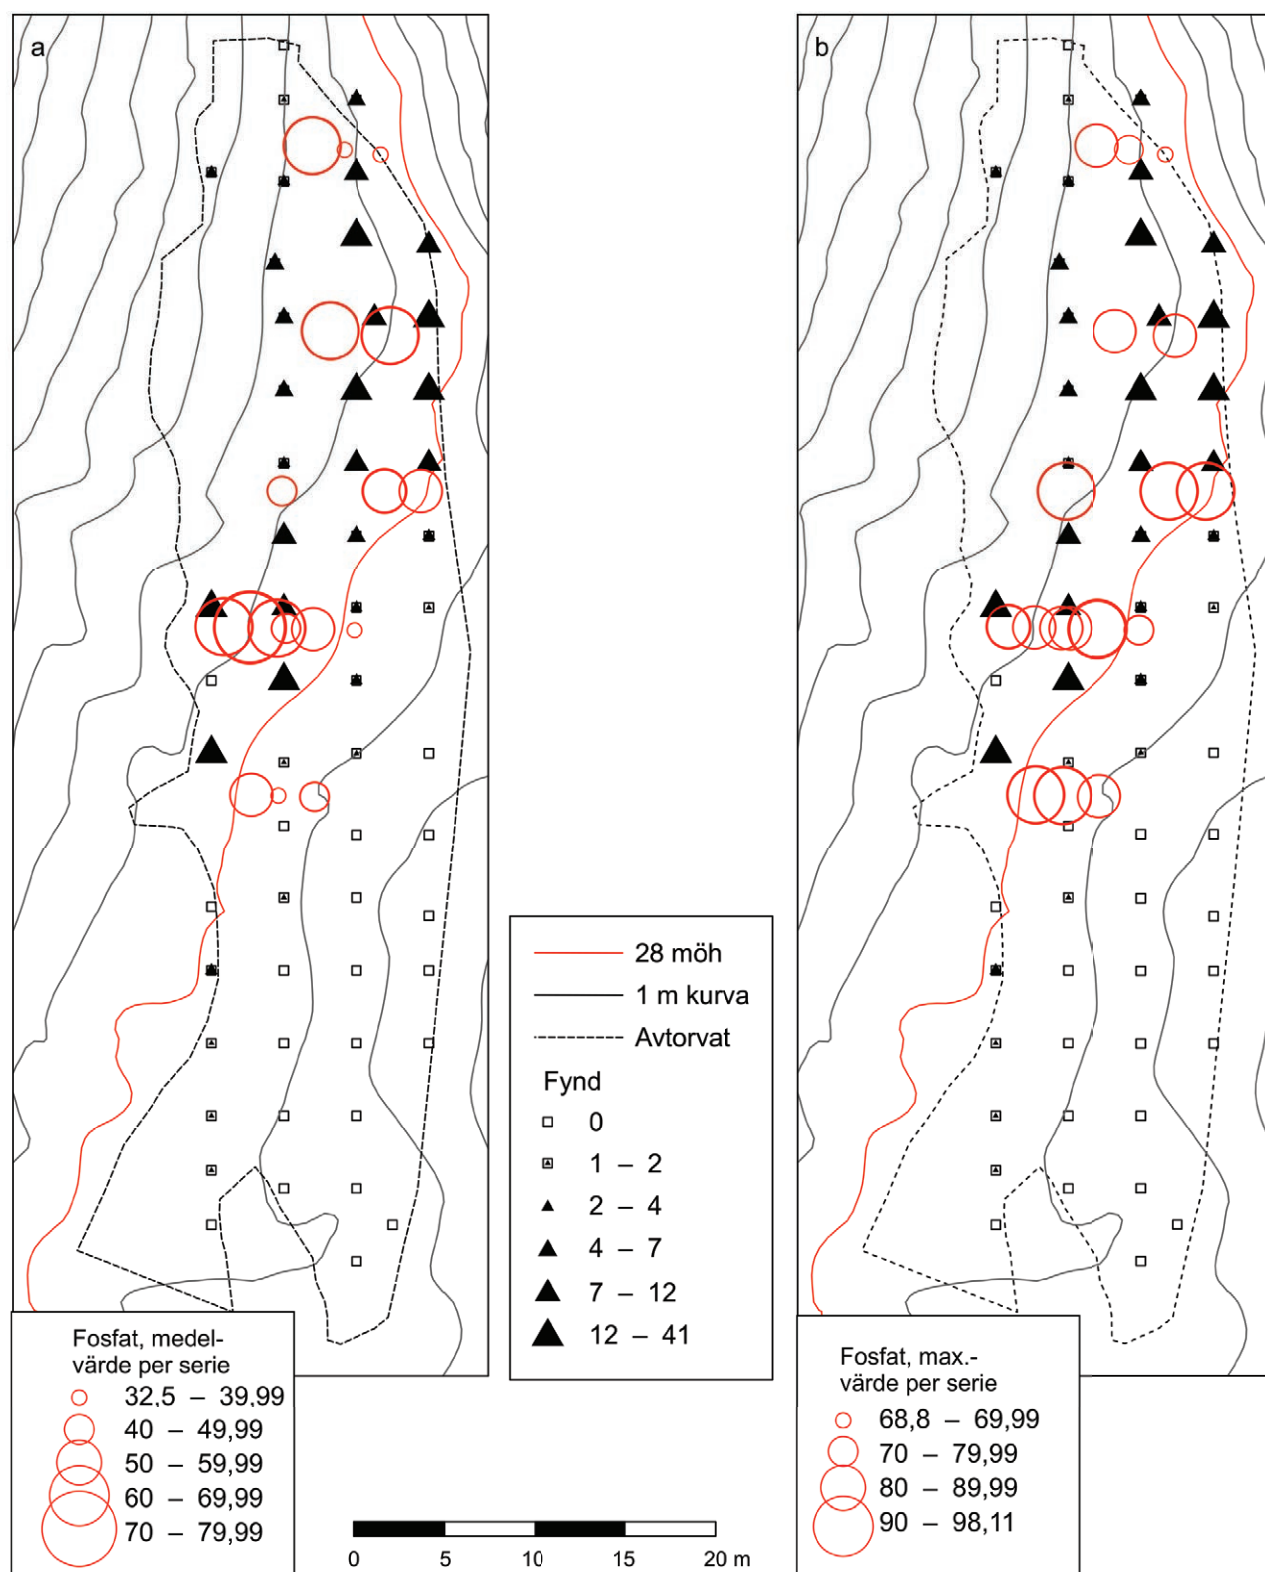 a
b
28 möh
1 m kurva
Avtorvat
Fynd
0
1 – 2
2 – 4
4 – 7
7 – 12
12 – 41
Fosfat, medel-
värde per serie
32,5 – 39,99
40 – 49,99
50 – 59,99
60 – 69,99
70 – 79,99
0 5 10 15 20 m
Fosfat, max.-
värde per serie
68,8 – 69,99
70 – 79,99
80 – 89,99
90 – 98,11